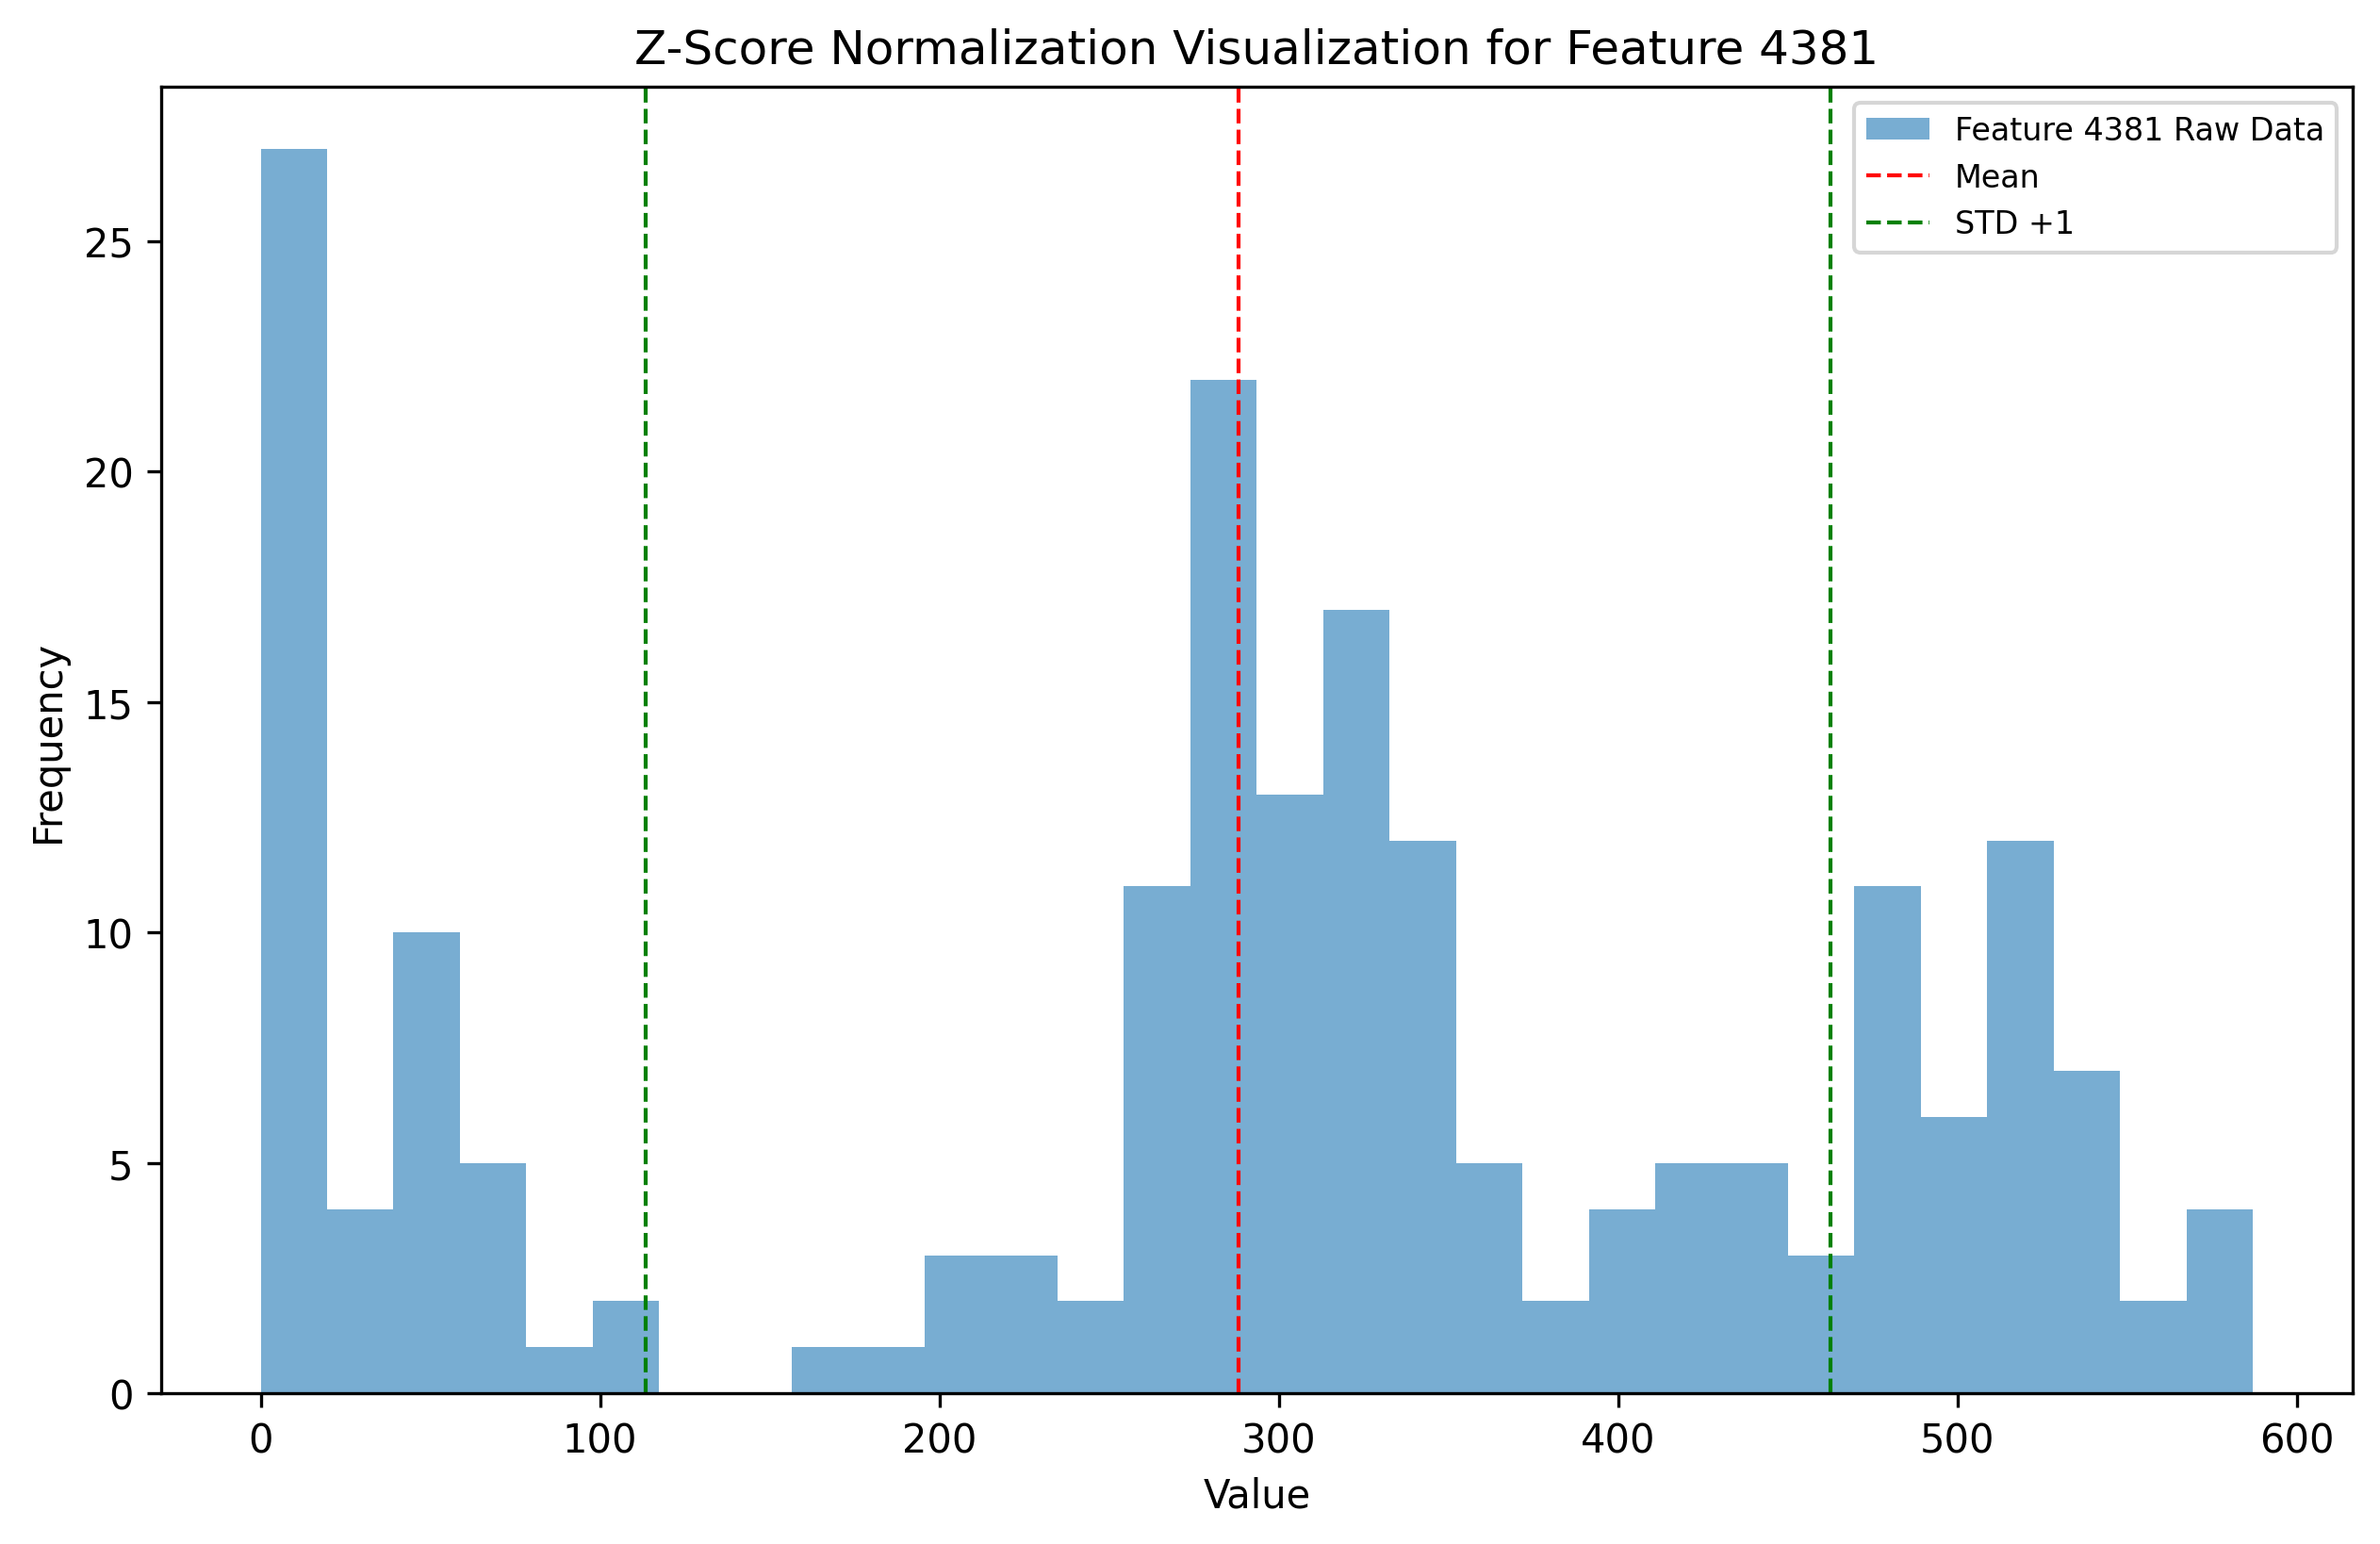 Z-Score Normalization Visualization for Feature 4381
Feature 4381 Raw Data
Mean
STD +1
Frequency
25
20
15
10
5
0
0 100 200 300 400 500 600
Value